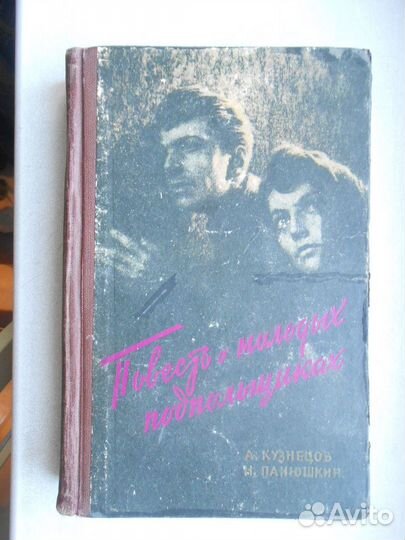 Повесть о молодых
подпольщиках
А. КУЗНЕЦОВ
И. ПАНЮШКИН
Avito